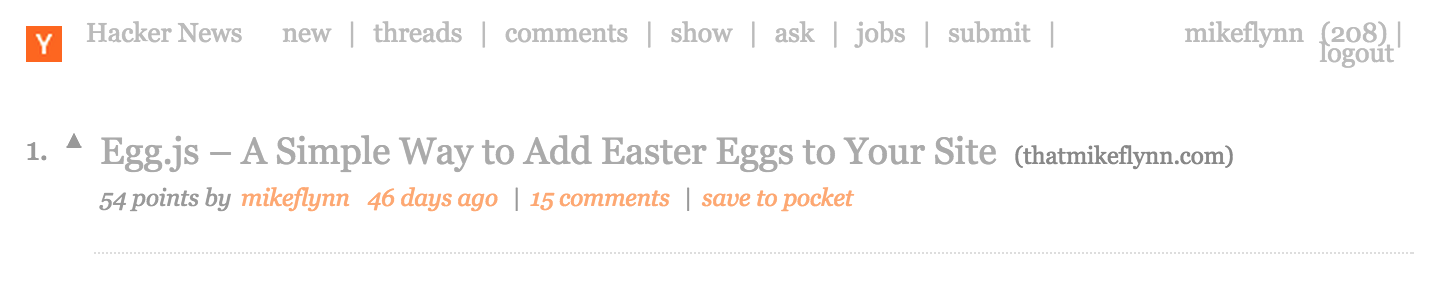 Y Hacker News new | threads | comments | show | ask | jobs | submit | mikeflynn (208) |
logout
1. ▲ Egg.js – A Simple Way to Add Easter Eggs to Your Site (thatmikeflynn.com)
54 points by mikeflynn 46 days ago | 15 comments | save to pocket